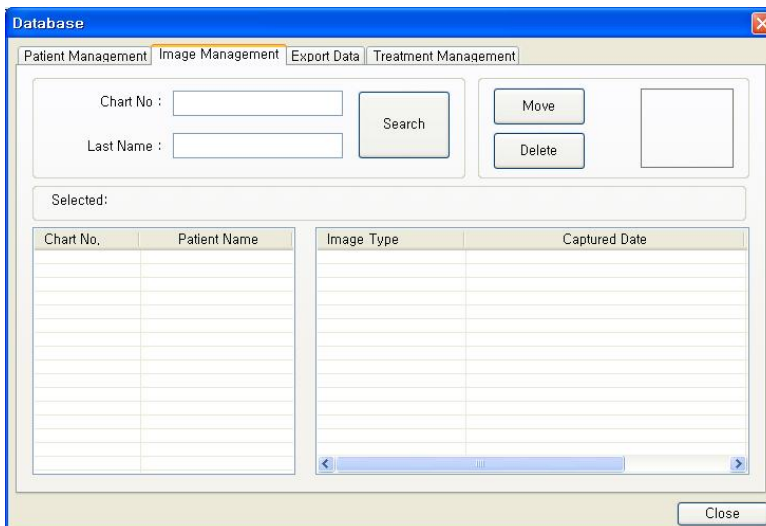 Database
Patient Management Image Management Export Data Treatment Management
Chart No :
Search
Last Name :
Move
Delete
Selected:
Chart No. Patient Name
Image Type Captured Date
Close